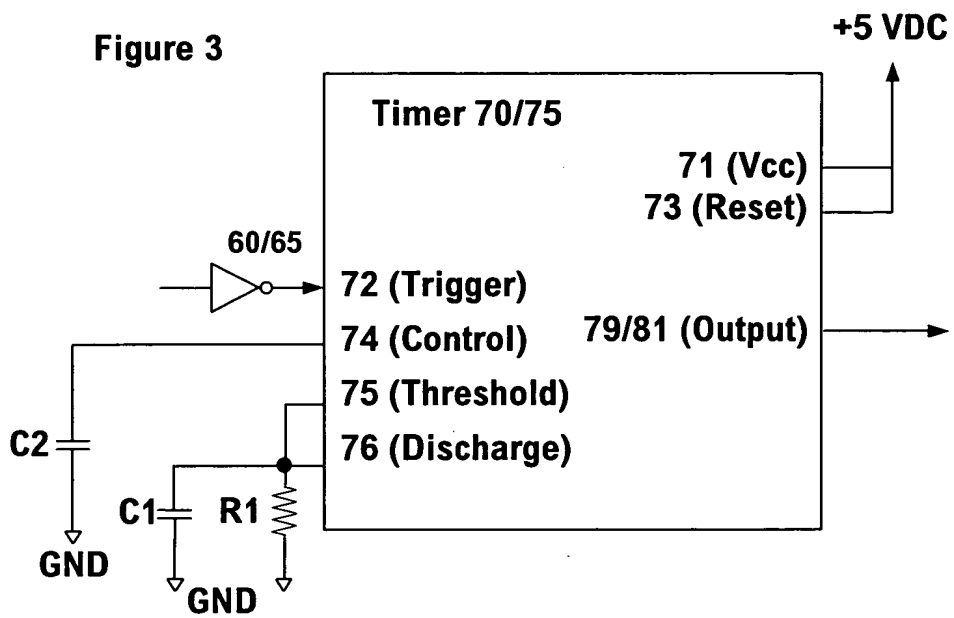 Figure 3
+5 VDC
Timer 70/75
71 (Vcc)
73 (Reset)
60/65
72 (Trigger)
74 (Control)
79/81 (Output)
75 (Threshold)
76 (Discharge)
C2
C1
R1
GND
GND